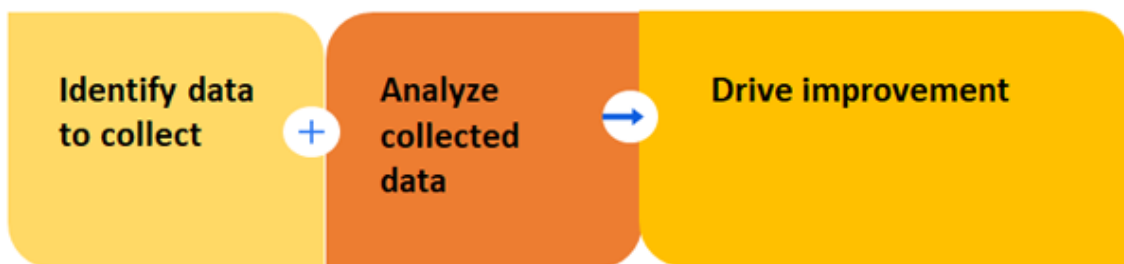 Identify data
to collect
Analyze
collected
data
Drive improvement